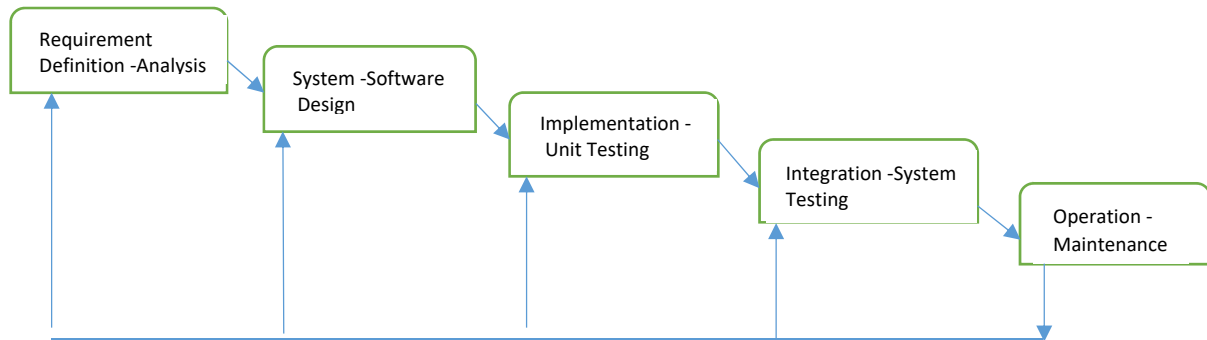 Requirement
Definition -Analysis
System -Software
Design
Implementation -
Unit Testing
Integration -System
Testing
Operation -
Maintenance